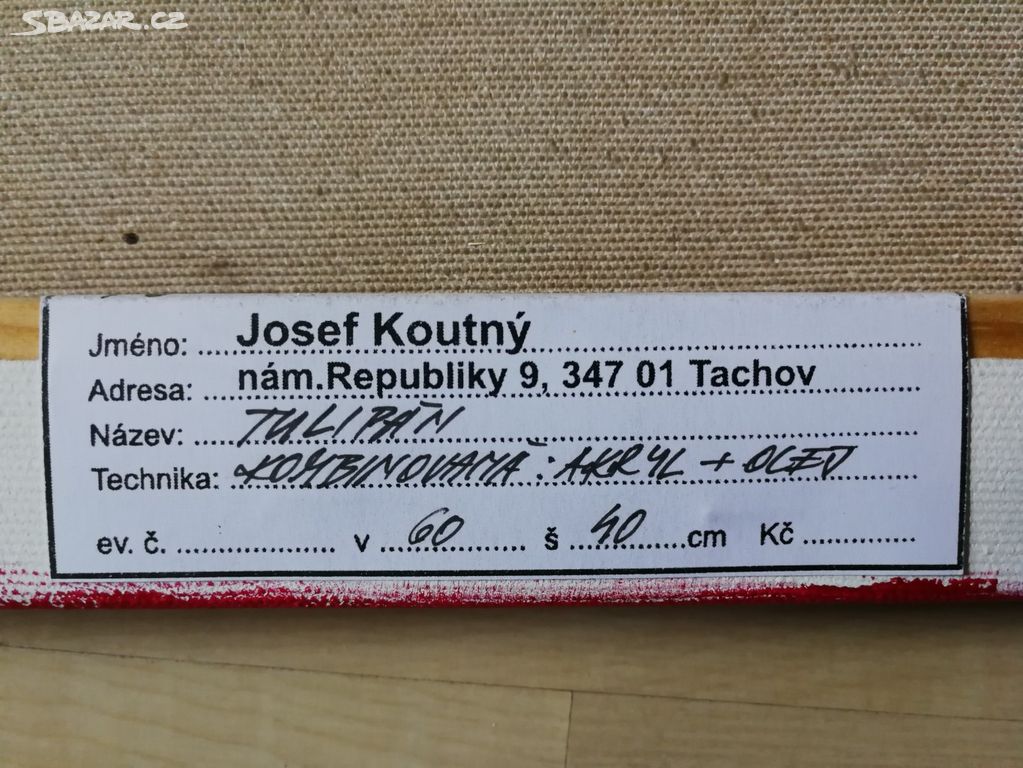 SBAZAR.CZ
Jméno: Josef Koutný
Adresa: nám.Republiky 9, 347 01 Tachov
Název: TULIPÁN
Technika: KOMBINOVANÁ: AKRYL + OLEJ
ev. č. .................. v 60 š 40 cm Kč ...............